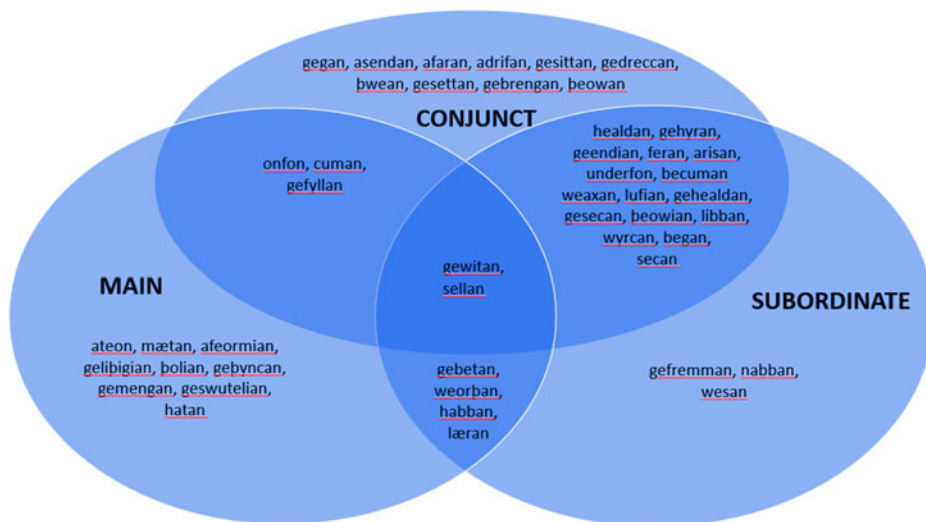 gegan, asendan, afaran, adrifan, gesittan, gedreccan,
þwean, gesettan, gebrengan, þeowan
CONJUNCT
onfon, cuman,
gefyllan
healdan, gehyran,
geendian, feran, arisan,
underfon, becuman
weaxan, lufian, gehealdan,
gesecan, þeowian, libban,
wyrcan, began,
secan
gewitan,
sellan
MAIN
SUBORDINATE
ateon, mætan, afeormian,
geliþigian, þolian, geþyncan,
gemengan, geswutelian,
hatan
gebetan,
weorþan,
habban,
læran
gefremman, nabban,
wesan